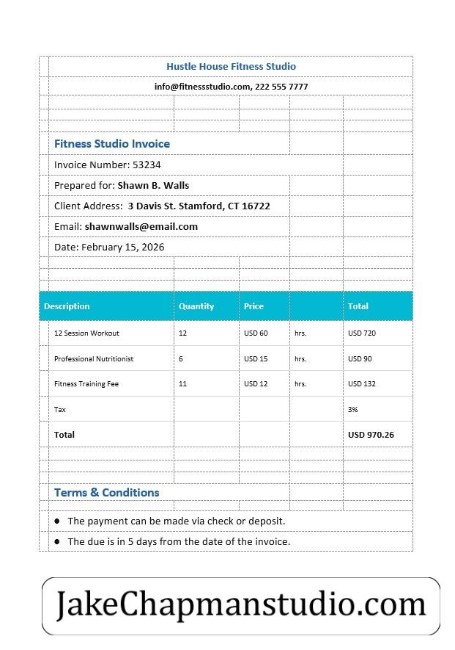 Hustle House Fitness Studio
info@fitnessstudio.com, 222 555 7777
Fitness Studio Invoice
Invoice Number: 53234
Prepared for: Shawn B. Walls
Client Address: 3 Davis St. Stamford, CT 16722
Email: shawnwalls@email.com
Date: February 15, 2026
Description Quantity Price Total
12 Session Workout 12 USD 60 hrs. USD 720
Professional Nutritionist 6 USD 15 hrs. USD 90
Fitness Training Fee 11 USD 12 hrs. USD 132
Tax 3%
Total USD 970.26
Terms & Conditions
● The payment can be made via check or deposit.
● The due is in 5 days from the date of the invoice.
JakeChapmanstudio.com